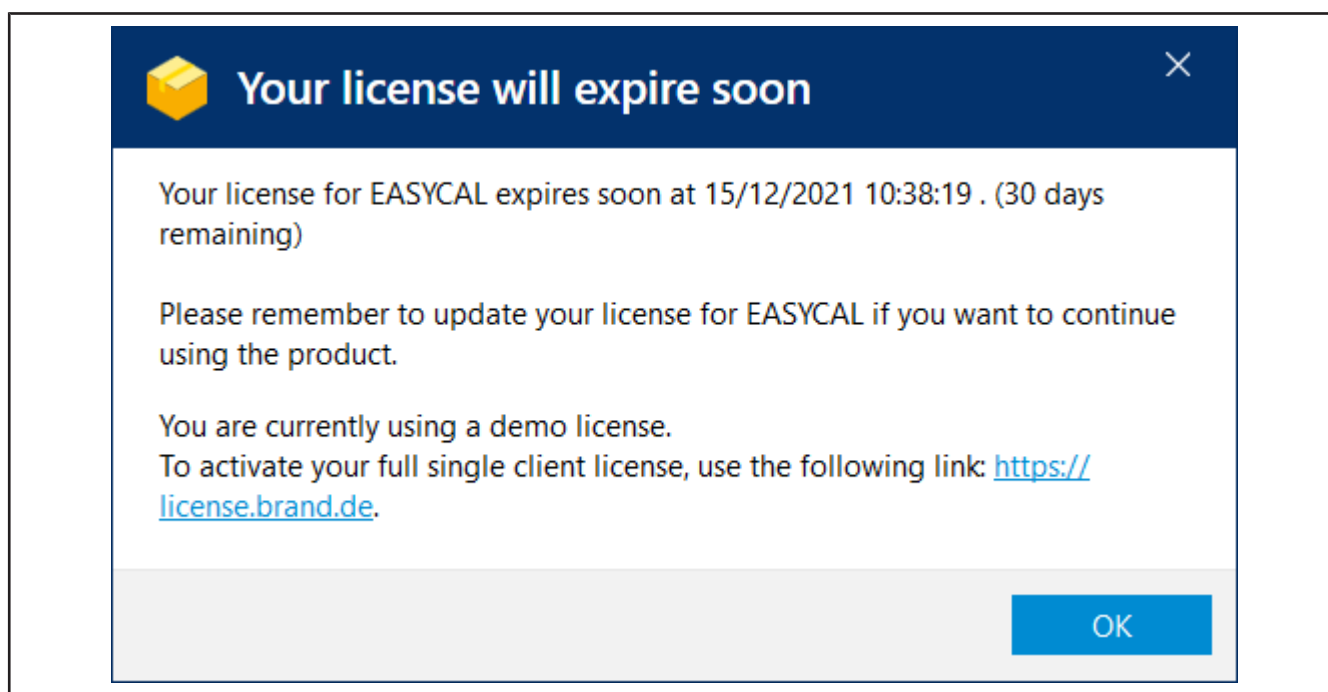 Your license will expire soon
Your license for EASYCAL expires soon at 15/12/2021 10:38:19 . (30 days
remaining)
Please remember to update your license for EASYCAL if you want to continue
using the product.
You are currently using a demo license.
To activate your full single client license, use the following link: https://
license.brand.de.
OK